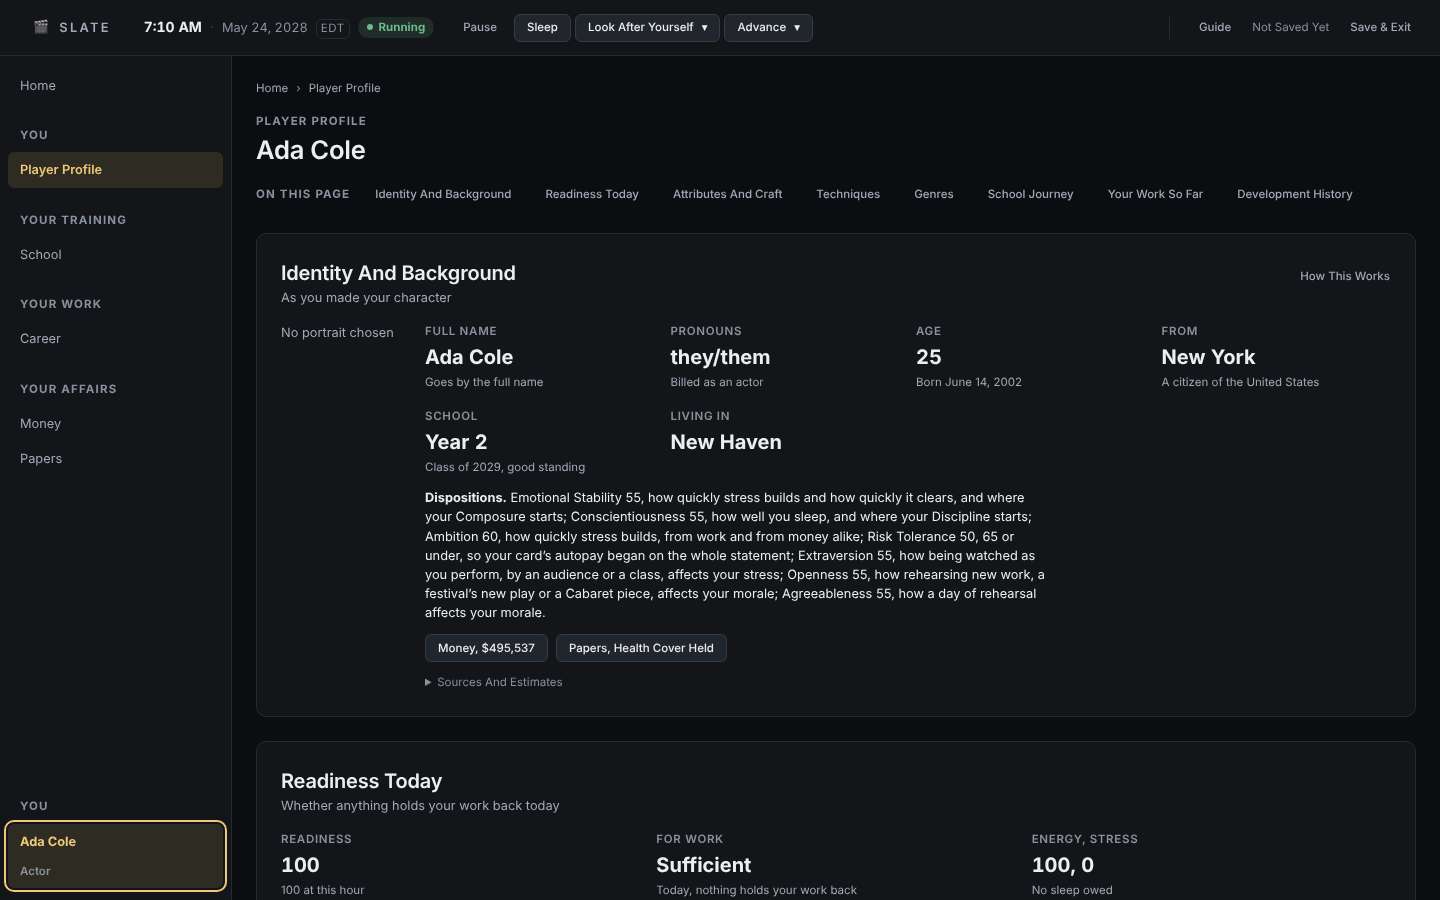 SLATE
7:10 AM · May 24, 2028 EDT Running
Pause
Sleep
Look After Yourself ▾
Advance ▾
Guide
Not Saved Yet
Save & Exit
Home
YOU
Player Profile
YOUR TRAINING
School
YOUR WORK
Career
YOUR AFFAIRS
Money
Papers
YOU
Ada Cole
Actor
Home › Player Profile
PLAYER PROFILE
Ada Cole
ON THIS PAGE Identity And Background Readiness Today Attributes And Craft Techniques Genres School Journey Your Work So Far Development History
Identity And Background
How This Works
As you made your character
No portrait chosen
FULL NAME
Ada Cole
Goes by the full name
PRONOUNS
they/them
Billed as an actor
AGE
25
Born June 14, 2002
FROM
New York
A citizen of the United States
SCHOOL
Year 2
Class of 2029, good standing
LIVING IN
New Haven
Dispositions. Emotional Stability 55, how quickly stress builds and how quickly it clears, and where
your Composure starts; Conscientiousness 55, how well you sleep, and where your Discipline starts;
Ambition 60, how quickly stress builds, from work and from money alike; Risk Tolerance 50, 65 or
under, so your card’s autopay began on the whole statement; Extraversion 55, how being watched as
you perform, by an audience or a class, affects your stress; Openness 55, how rehearsing new work, a
festival’s new play or a Cabaret piece, affects your morale; Agreeableness 55, how a day of rehearsal
affects your morale.
Money, $495,537
Papers, Health Cover Held
▶ Sources And Estimates
Readiness Today
Whether anything holds your work back today
READINESS
100
100 at this hour
FOR WORK
Sufficient
Today, nothing holds your work back
ENERGY, STRESS
100, 0
No sleep owed